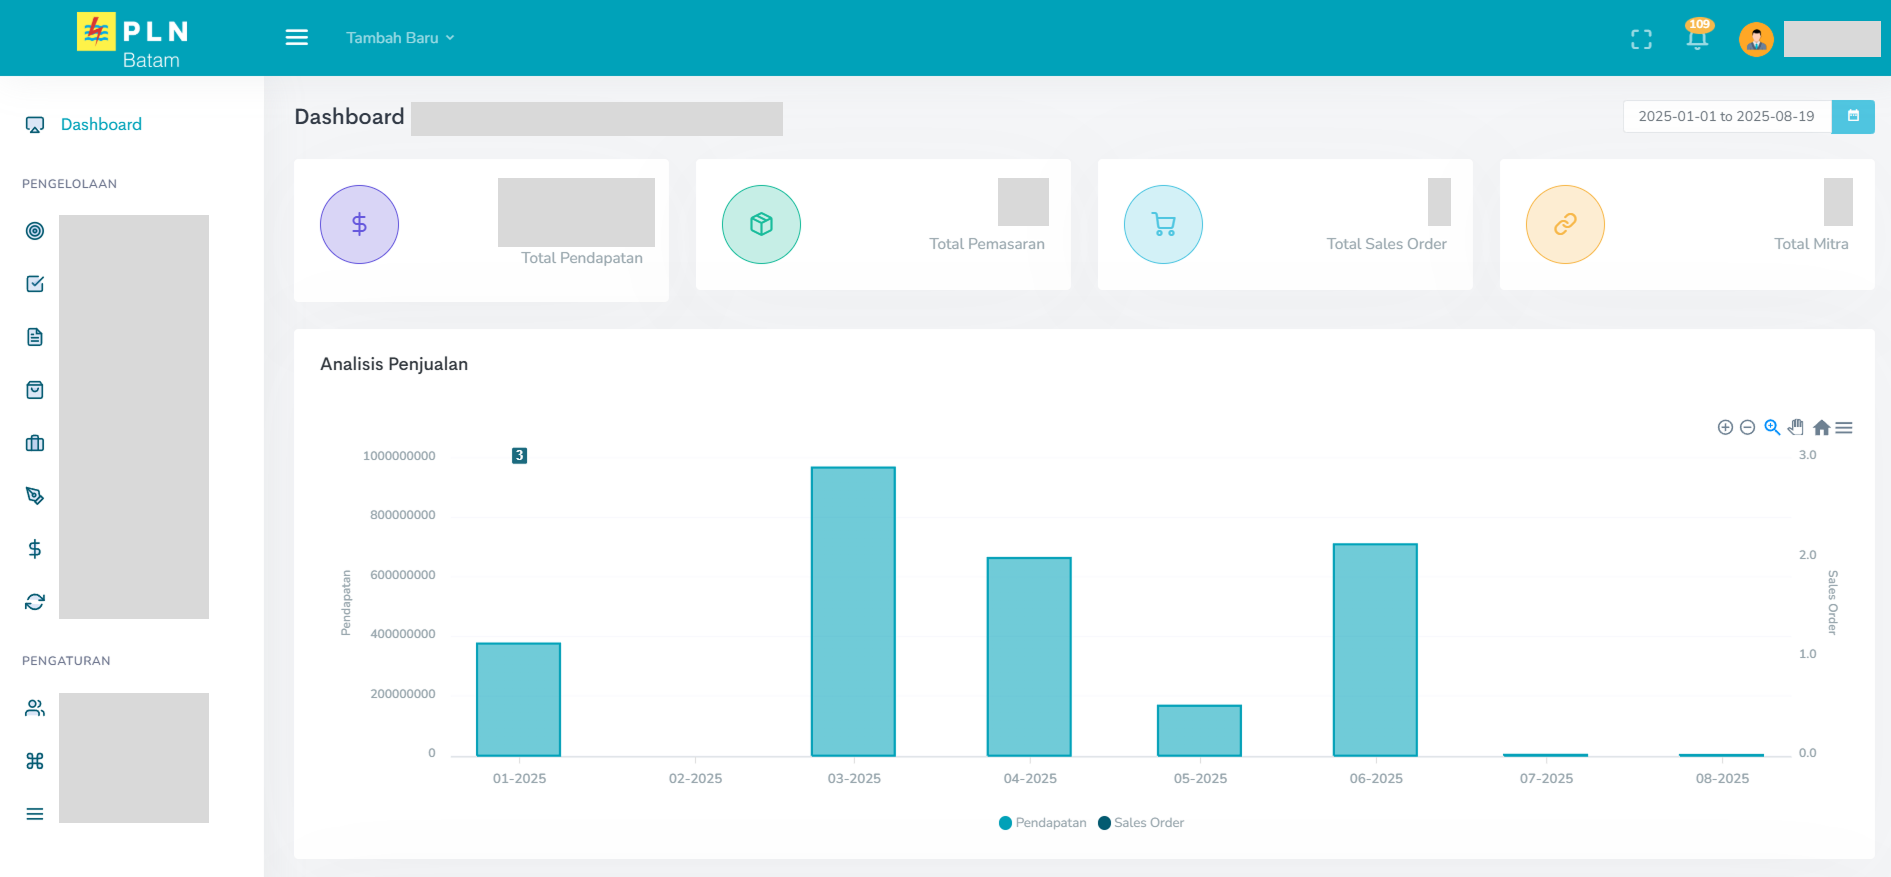 PLN
Batam
Tambah Baru
109
Dashboard
PENGELOLAAN
PENGATURAN
Dashboard
2025-01-01 to 2025-08-19
Total Pendapatan
Total Pemasaran
Total Sales Order
Total Mitra
Analisis Penjualan
3
1000000000
800000000
600000000
400000000
200000000
0
Pendapatan
3.0
2.0
1.0
0.0
Sales Order
01-2025
02-2025
03-2025
04-2025
05-2025
06-2025
07-2025
08-2025
Pendapatan
Sales Order